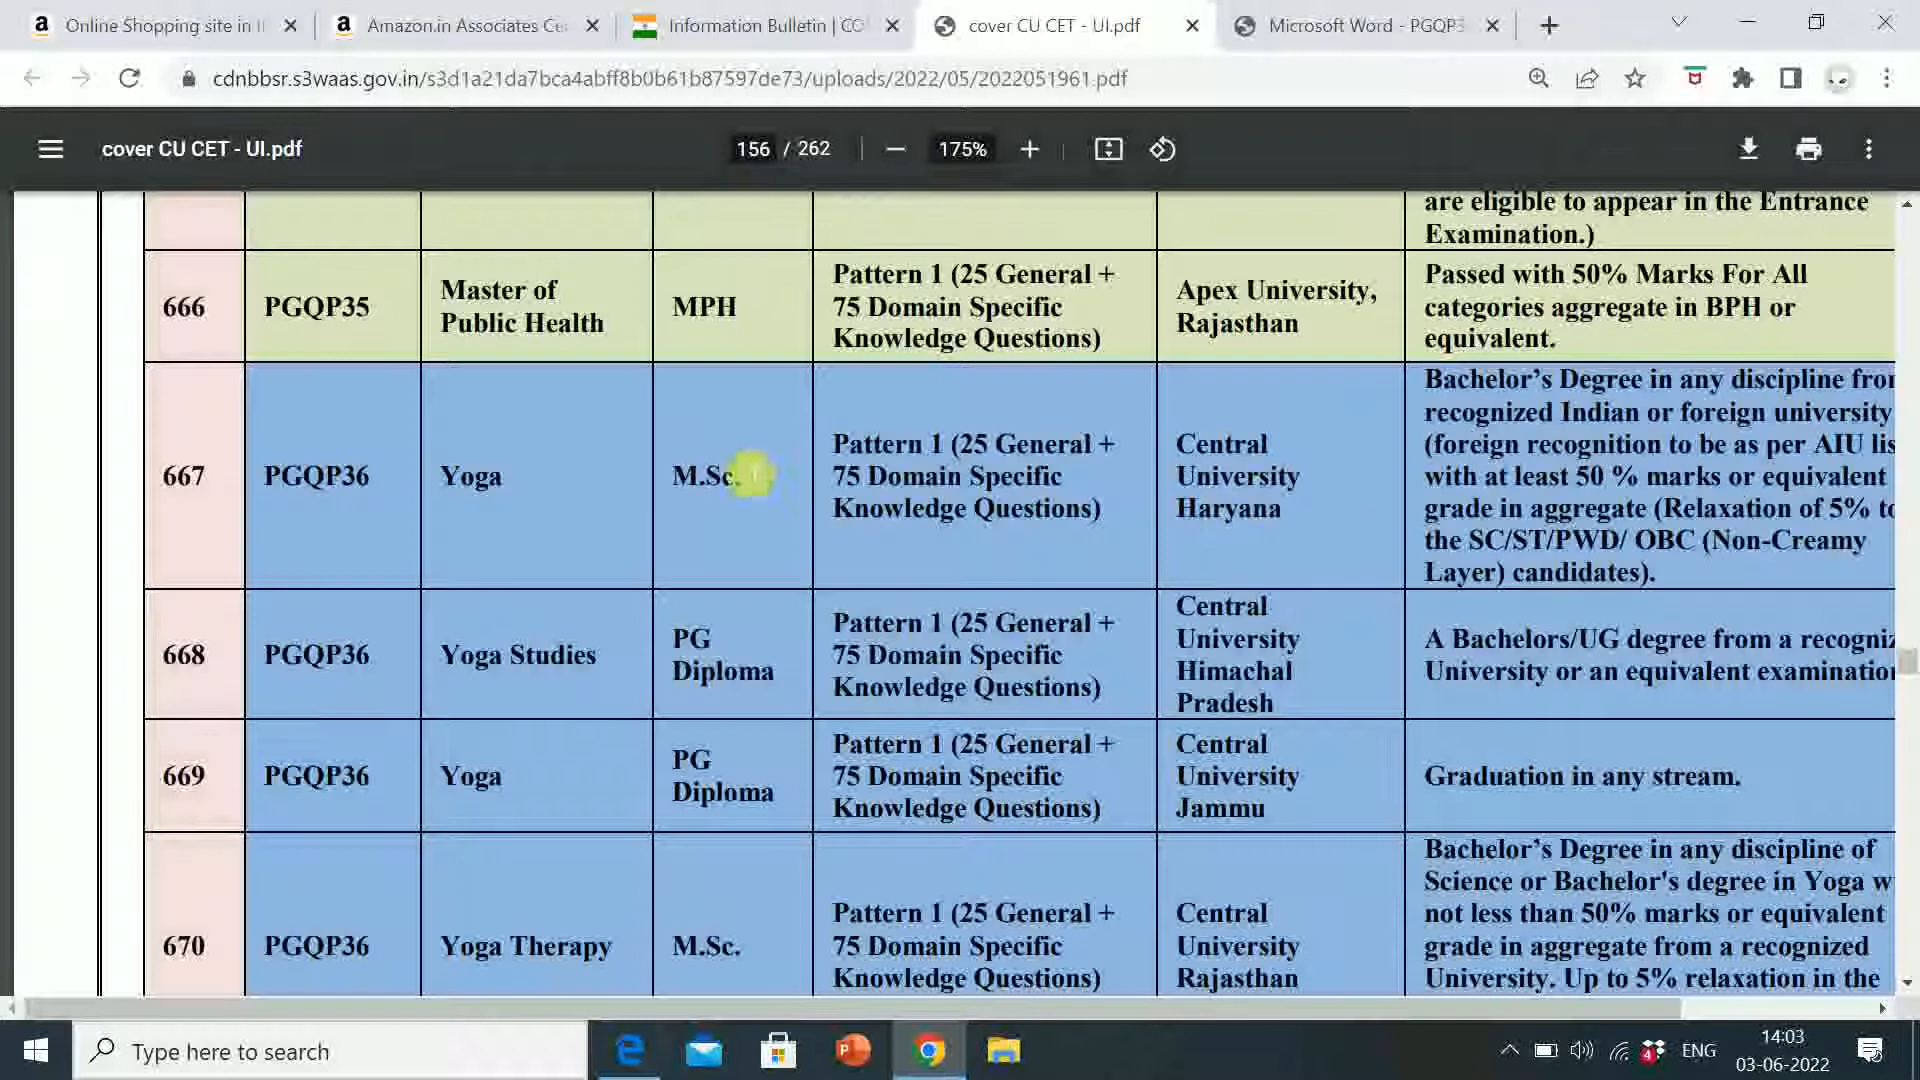 Online Shopping site in I
Amazon.in Associates Ce
Information Bulletin | CO
cover CU CET - UI.pdf
Microsoft Word - PGQP3
cdnbbsr.s3waas.gov.in/s3d1a21da7bca4abff8b0b61b87597de73/uploads/2022/05/2022051961.pdf
cover CU CET - UI.pdf
156 / 262
175%
are eligible to appear in the Entrance
Examination.)
666
PGQP35
Master of
Public Health
MPH
Pattern 1 (25 General +
75 Domain Specific
Knowledge Questions)
Apex University,
Rajasthan
Passed with 50% Marks For All
categories aggregate in BPH or
equivalent.
667
PGQP36
Yoga
M.Sc.
Pattern 1 (25 General +
75 Domain Specific
Knowledge Questions)
Central
University
Haryana
Bachelor’s Degree in any discipline fro
recognized Indian or foreign university
(foreign recognition to be as per AIU lis
with at least 50 % marks or equivalent
grade in aggregate (Relaxation of 5% to
the SC/ST/PWD/ OBC (Non-Creamy
Layer) candidates).
668
PGQP36
Yoga Studies
PG
Diploma
Pattern 1 (25 General +
75 Domain Specific
Knowledge Questions)
Central
University
Himachal
Pradesh
A Bachelors/UG degree from a recogniz
University or an equivalent examination
669
PGQP36
Yoga
PG
Diploma
Pattern 1 (25 General +
75 Domain Specific
Knowledge Questions)
Central
University
Jammu
Graduation in any stream.
670
PGQP36
Yoga Therapy
M.Sc.
Pattern 1 (25 General +
75 Domain Specific
Knowledge Questions)
Central
University
Rajasthan
Bachelor’s Degree in any discipline of
Science or Bachelor's degree in Yoga w
not less than 50% marks or equivalent
grade in aggregate from a recognized
University. Up to 5% relaxation in the
Type here to search
4
ENG
14:03
03-06-2022